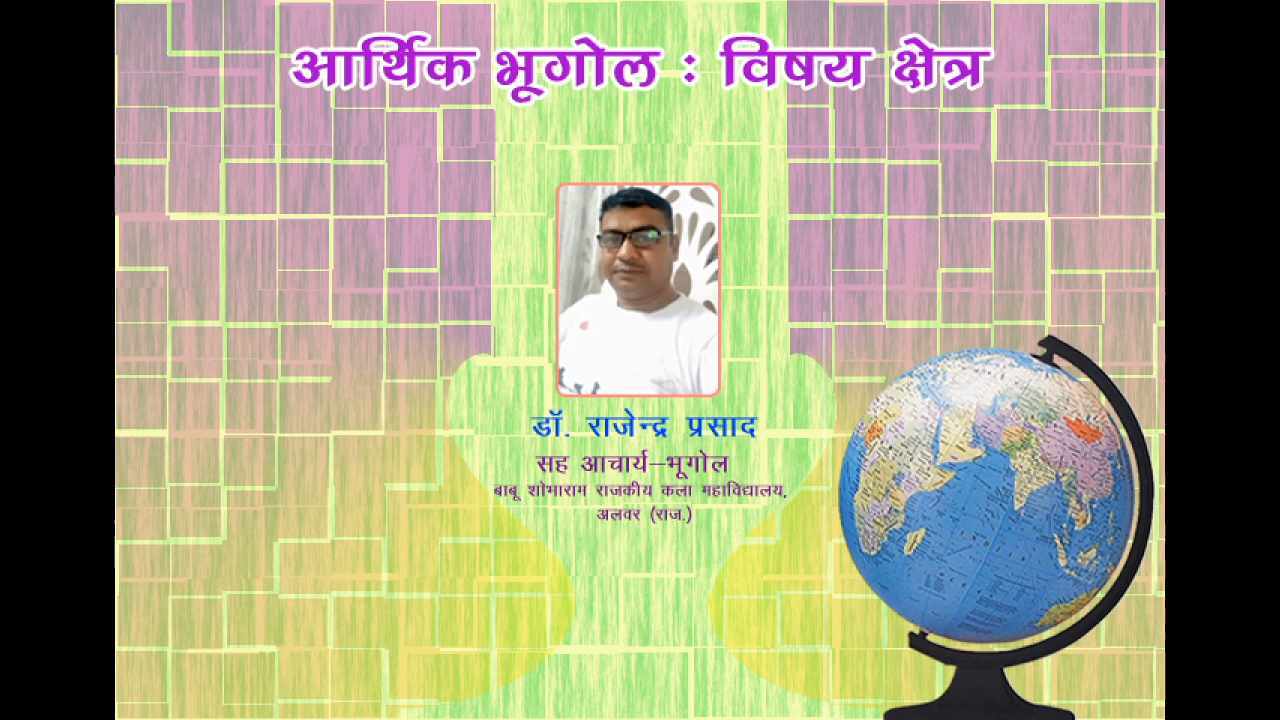 आर्थिक भूगोल : विषय क्षेत्र
डॉ. राजेन्द्र प्रसाद
सह आचार्य–भूगोल
बाबू शोभाराम राजकीय कला महाविद्यालय,
अलवर (राज.)